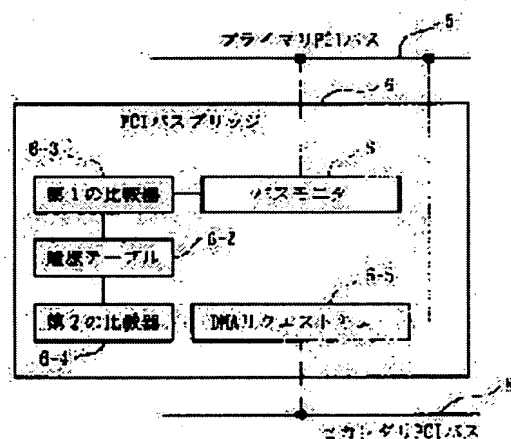 プライマリPCIバス
5
6
PCIバスブリッジ
6-3
第1の比較器
バスモニタ
6-2
履歴テーブル
6-5
第2の比較器
DMAリクエスト
6-4
セカンダリPCIバス